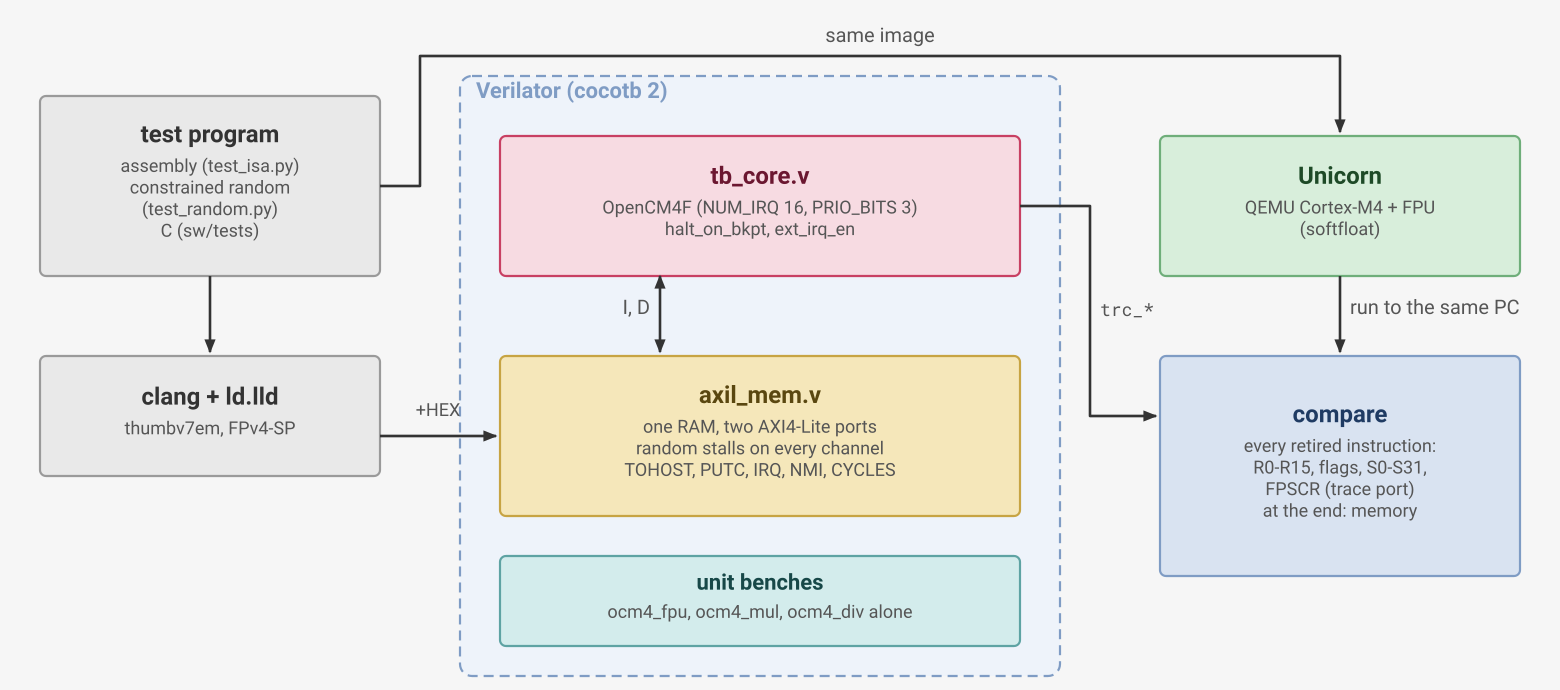 same image
Verilator (cocotb 2)
test program
assembly (test_isa.py)
constrained random
(test_random.py)
C (sw/tests)
tb_core.v
OpenCM4F (NUM_IRQ 16, PRIO_BITS 3)
halt_on_bkpt, ext_irq_en
Unicorn
QEMU Cortex-M4 + FPU
(softfloat)
I, D
trc_*
run to the same PC
clang + ld.lld
thumbv7em, FPv4-SP
+HEX
axil_mem.v
one RAM, two AXI4-Lite ports
random stalls on every channel
TOHOST, PUTC, IRQ, NMI, CYCLES
compare
every retired instruction:
R0-R15, flags, S0-S31,
FPSCR (trace port)
at the end: memory
unit benches
ocm4_fpu, ocm4_mul, ocm4_div alone